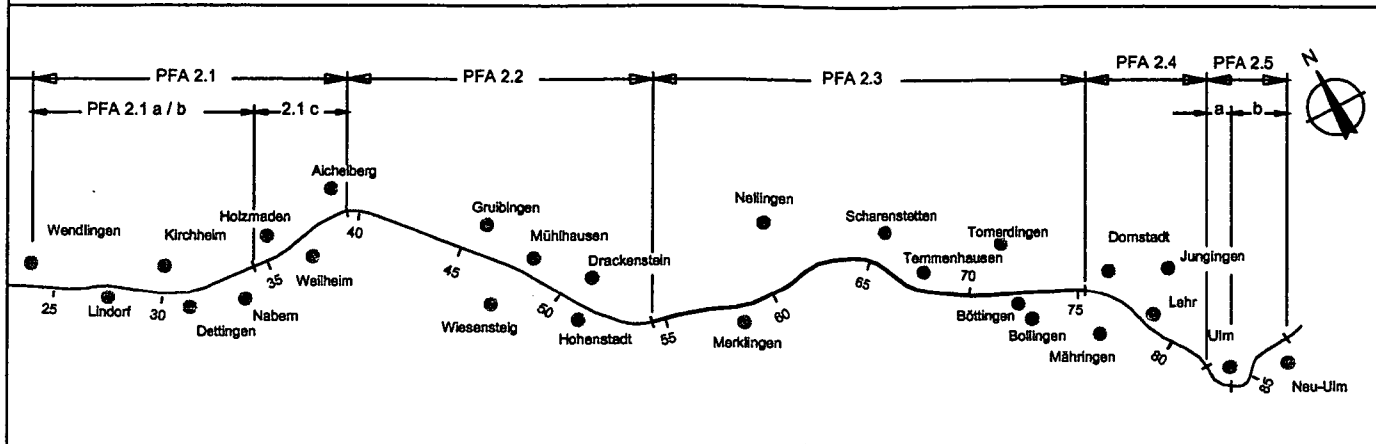 PFA 2.1
PFA 2.2
PFA 2.3
PFA 2.4
PFA 2.5
N
PFA 2.1 a / b
2.1 c
a
b
Aichelberg
Wendlingen
Kirchheim
Holzmaden
Weilheim
Gruibingen
Mühlhausen
Drackenstein
Nellingen
Scharenstetten
Temmenhausen
Tomerdingen
Dornstadt
Jungingen
Lehr
Ulm
25
30
35
40
45
50
55
60
65
70
75
80
85
Lindorf
Dettingen
Nabern
Wiesensteig
Hohenstadt
Merklingen
Böttingen
Bollingen
Mähringen
Neu-Ulm